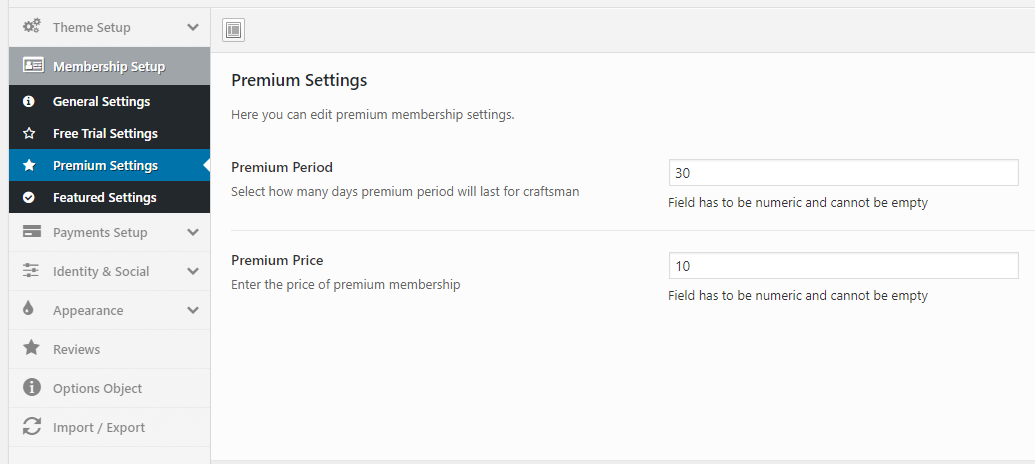 Theme Setup
Membership Setup
General Settings
Free Trial Settings
Premium Settings
Featured Settings
Payments Setup
Identity & Social
Appearance
Reviews
Options Object
Import / Export
Premium Settings
Here you can edit premium membership settings.
Premium Period
Select how many days premium period will last for craftsman
30
Field has to be numeric and cannot be empty
Premium Price
Enter the price of premium membership
10
Field has to be numeric and cannot be empty